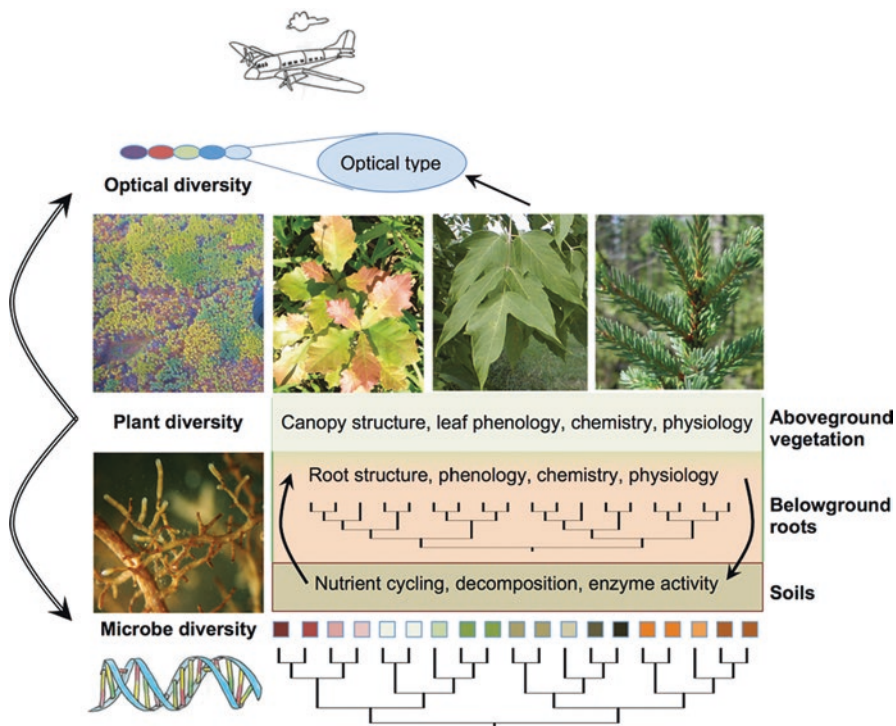 Optical type
Optical diversity
Plant diversity
Canopy structure, leaf phenology, chemistry, physiology
Aboveground
vegetation
Root structure, phenology, chemistry, physiology
Belowground
roots
Nutrient cycling, decomposition, enzyme activity
Soils
Microbe diversity